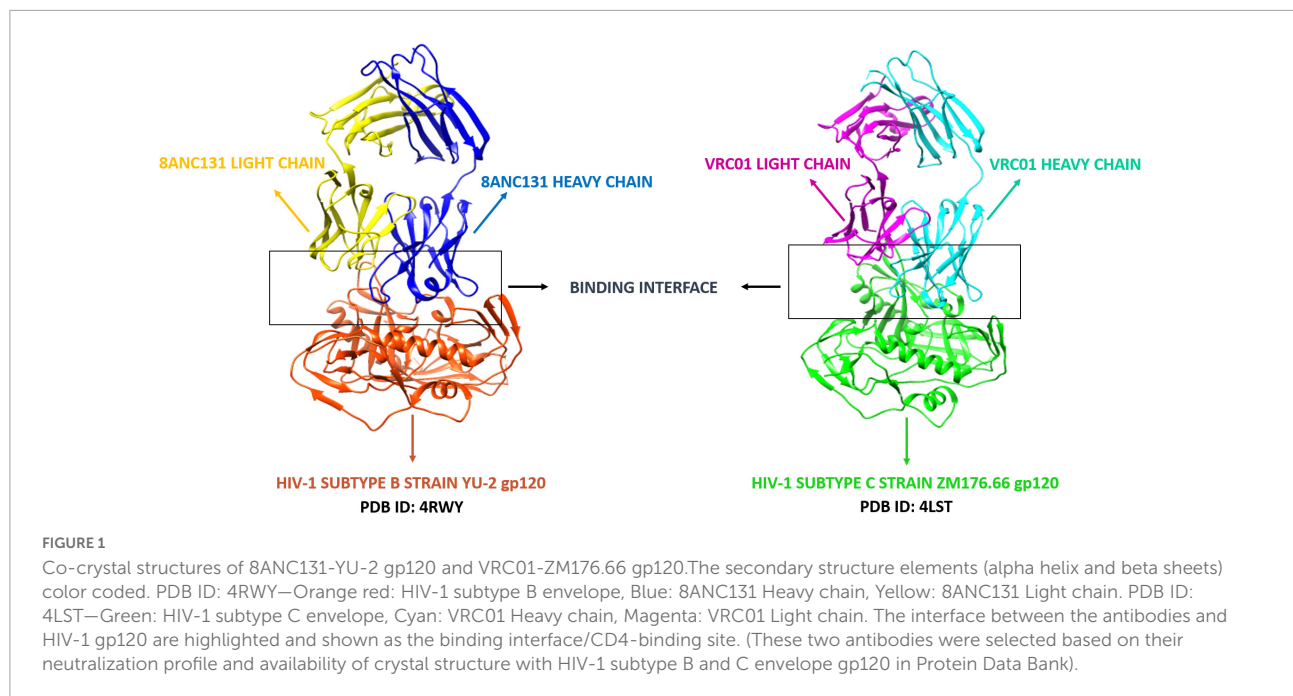 8ANC131 LIGHT CHAIN
8ANC131 HEAVY CHAIN
VRC01 LIGHT CHAIN
VRC01 HEAVY CHAIN
BINDING INTERFACE
HIV-1 SUBTYPE B STRAIN YU-2 gp120
PDB ID: 4RWY
HIV-1 SUBTYPE C STRAIN ZM176.66 gp120
PDB ID: 4LST
FIGURE 1
Co-crystal structures of 8ANC131-YU-2 gp120 and VRC01-ZM176.66 gp120.The secondary structure elements (alpha helix and beta sheets)
color coded. PDB ID: 4RWY—Orange red: HIV-1 subtype B envelope, Blue: 8ANC131 Heavy chain, Yellow: 8ANC131 Light chain. PDB ID:
4LST—Green: HIV-1 subtype C envelope, Cyan: VRC01 Heavy chain, Magenta: VRC01 Light chain. The interface between the antibodies and
HIV-1 gp120 are highlighted and shown as the binding interface/CD4-binding site. (These two antibodies were selected based on their
neutralization profile and availability of crystal structure with HIV-1 subtype B and C envelope gp120 in Protein Data Bank).